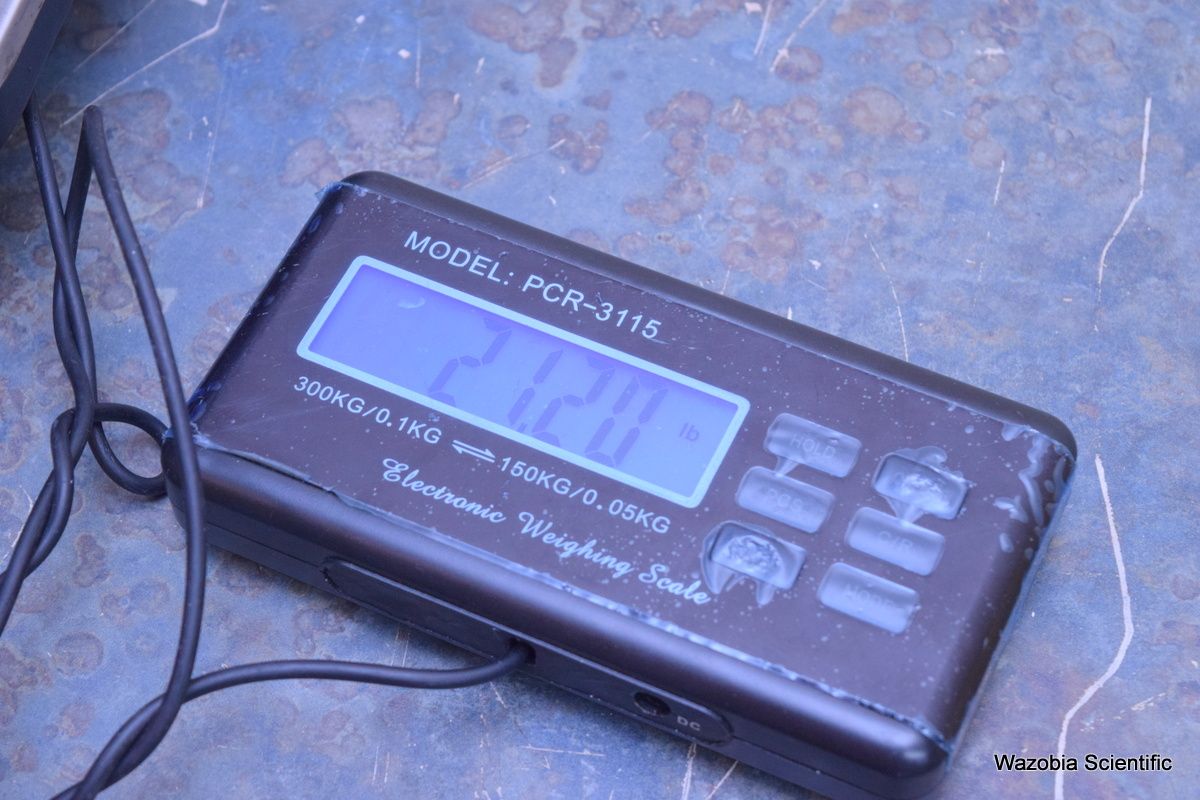 MODEL: PCR-3115
21.20 lb
300KG/0.1KG ⇌ 150KG/0.05KG
Electronic Weighing Scale
HOLD
PCS
DC
Wazobia Scientific